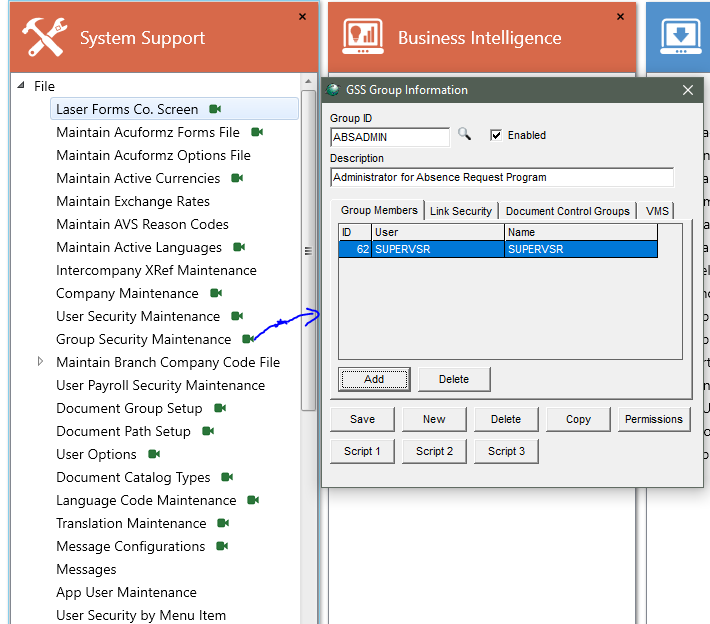 System Support
×
Business Intelligence
×
File
Laser Forms Co. Screen
Maintain Acuformz Forms File
Maintain Acuformz Options File
Maintain Active Currencies
Maintain Exchange Rates
Maintain AVS Reason Codes
Maintain Active Languages
Intercompany XRef Maintenance
Company Maintenance
User Security Maintenance
Group Security Maintenance
Maintain Branch Company Code File
User Payroll Security Maintenance
Document Group Setup
Document Path Setup
User Options
Document Catalog Types
Language Code Maintenance
Translation Maintenance
Message Configurations
Messages
App User Maintenance
User Security by Menu Item
GSS Group Information
Group ID
ABSADMIN
Enabled
Description
Administrator for Absence Request Program
Group Members Link Security Document Control Groups VMS
ID User Name
62 SUPERVSR SUPERVSR
Add Delete
Save New Delete Copy Permissions
Script 1 Script 2 Script 3